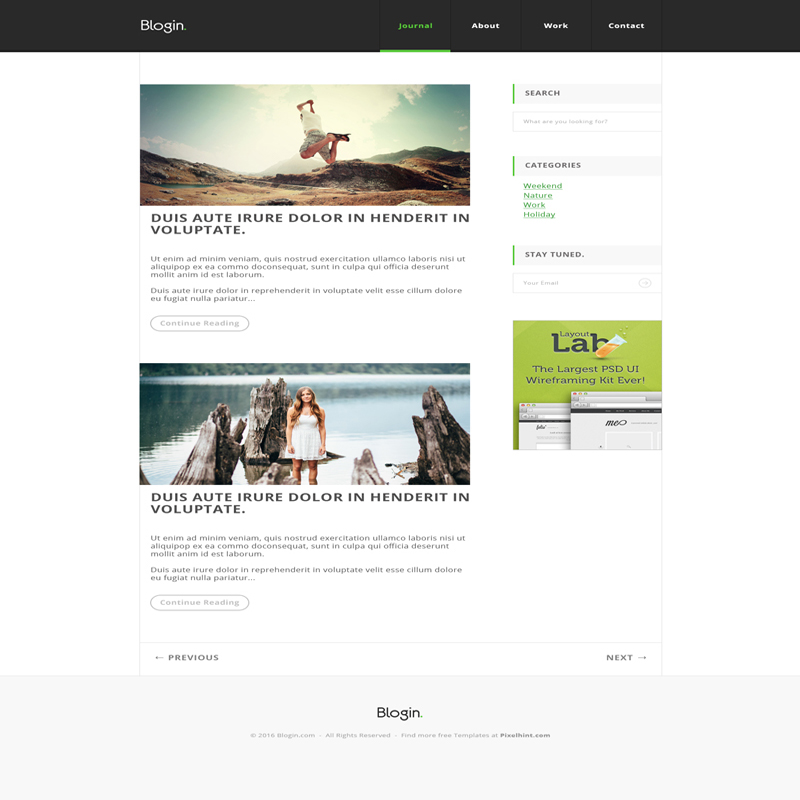 Blogin.
Journal
About
Work
Contact
DUIS AUTE IRURE DOLOR IN HENDERIT IN
VOLUPTATE.
Ut enim ad minim veniam, quis nostrud exercitation ullamco laboris nisi ut
aliquipop ex ea commo doconsequat, sunt in culpa qui officia deserunt
mollit anim id est laborum.
Duis aute irure dolor in reprehenderit in voluptate velit esse cillum dolore
eu fugiat nulla pariatur...
Continue Reading
DUIS AUTE IRURE DOLOR IN HENDERIT IN
VOLUPTATE.
Ut enim ad minim veniam, quis nostrud exercitation ullamco laboris nisi ut
aliquipop ex ea commo doconsequat, sunt in culpa qui officia deserunt
mollit anim id est laborum.
Duis aute irure dolor in reprehenderit in voluptate velit esse cillum dolore
eu fugiat nulla pariatur...
Continue Reading
SEARCH
What are you looking for?
CATEGORIES
Weekend
Nature
Work
Holiday
STAY TUNED.
Your Email
Layout
Lab
The Largest PSD UI
Wireframing Kit Ever!
← PREVIOUS
NEXT →
Blogin.
© 2016 Blogin.com - All Rights Reserved - Find more free Templates at Pixelhint.com